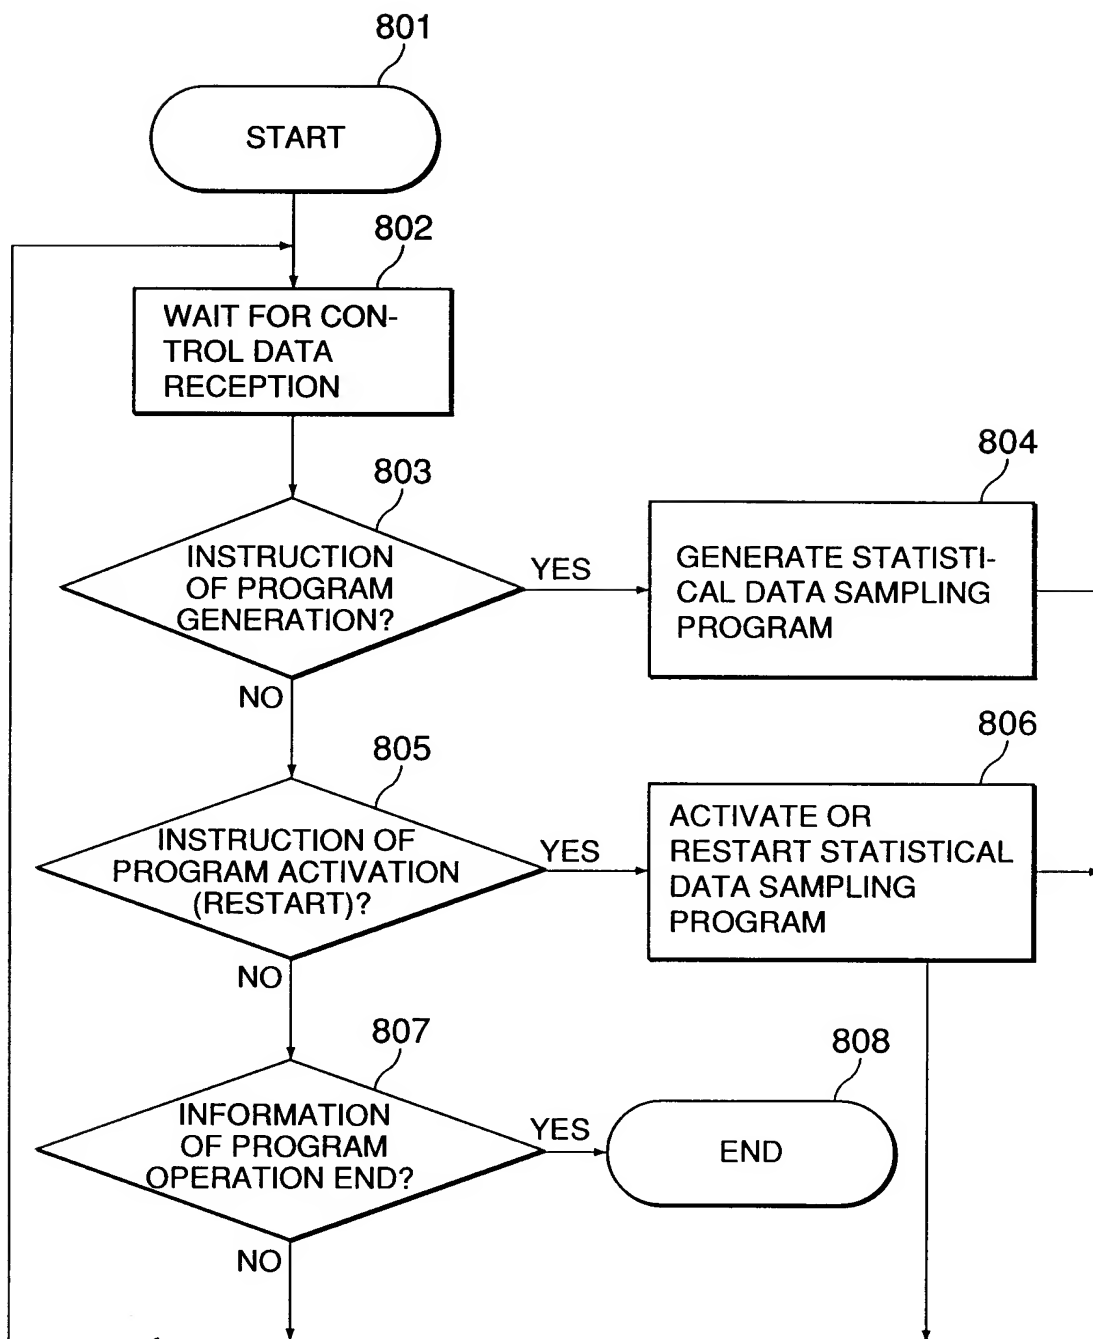 801
START
802
WAIT FOR CON-
TROL DATA
RECEPTION
803
INSTRUCTION
OF PROGRAM
GENERATION?
YES
NO
804
GENERATE STATISTI-
CAL DATA SAMPLING
PROGRAM
805
INSTRUCTION OF
PROGRAM ACTIVATION
(RESTART)?
YES
NO
806
ACTIVATE OR
RESTART STATISTICAL
DATA SAMPLING
PROGRAM
807
INFORMATION
OF PROGRAM
OPERATION END?
YES
NO
808
END